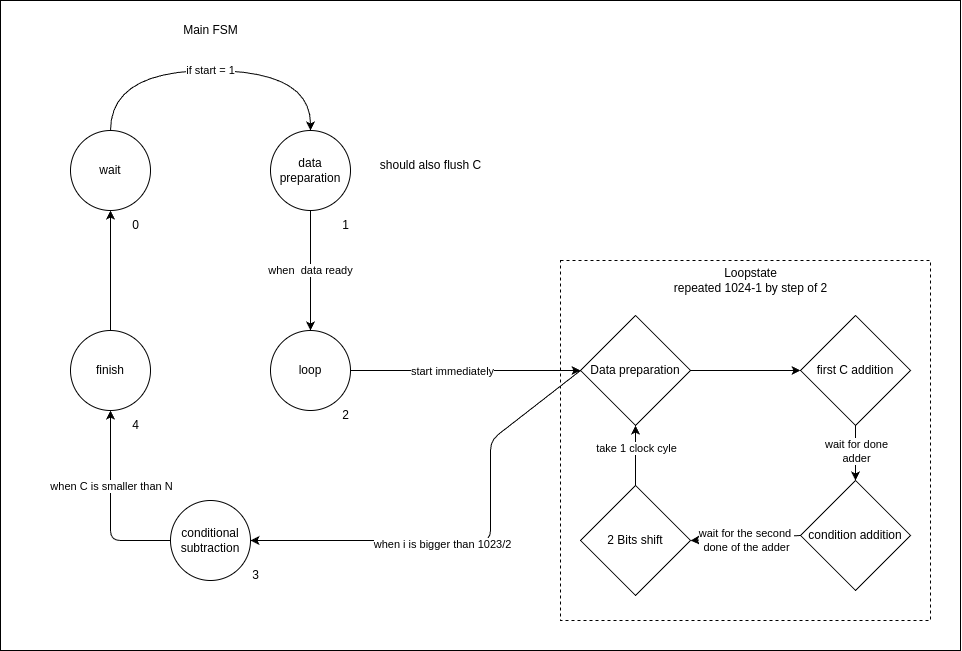 Main FSM
if start = 1
wait
data
preparation
should also flush C
0
1
when  data ready
Loopstate
repeated 1024-1 by step of 2
finish
loop
start immediately
Data preparation
first C addition
4
2
take 1 clock cyle
wait for done
adder
when C is smaller than N
conditional
subtraction
when i is bigger than 1023/2
2 Bits shift
wait for the second
done of the adder
condition addition
3